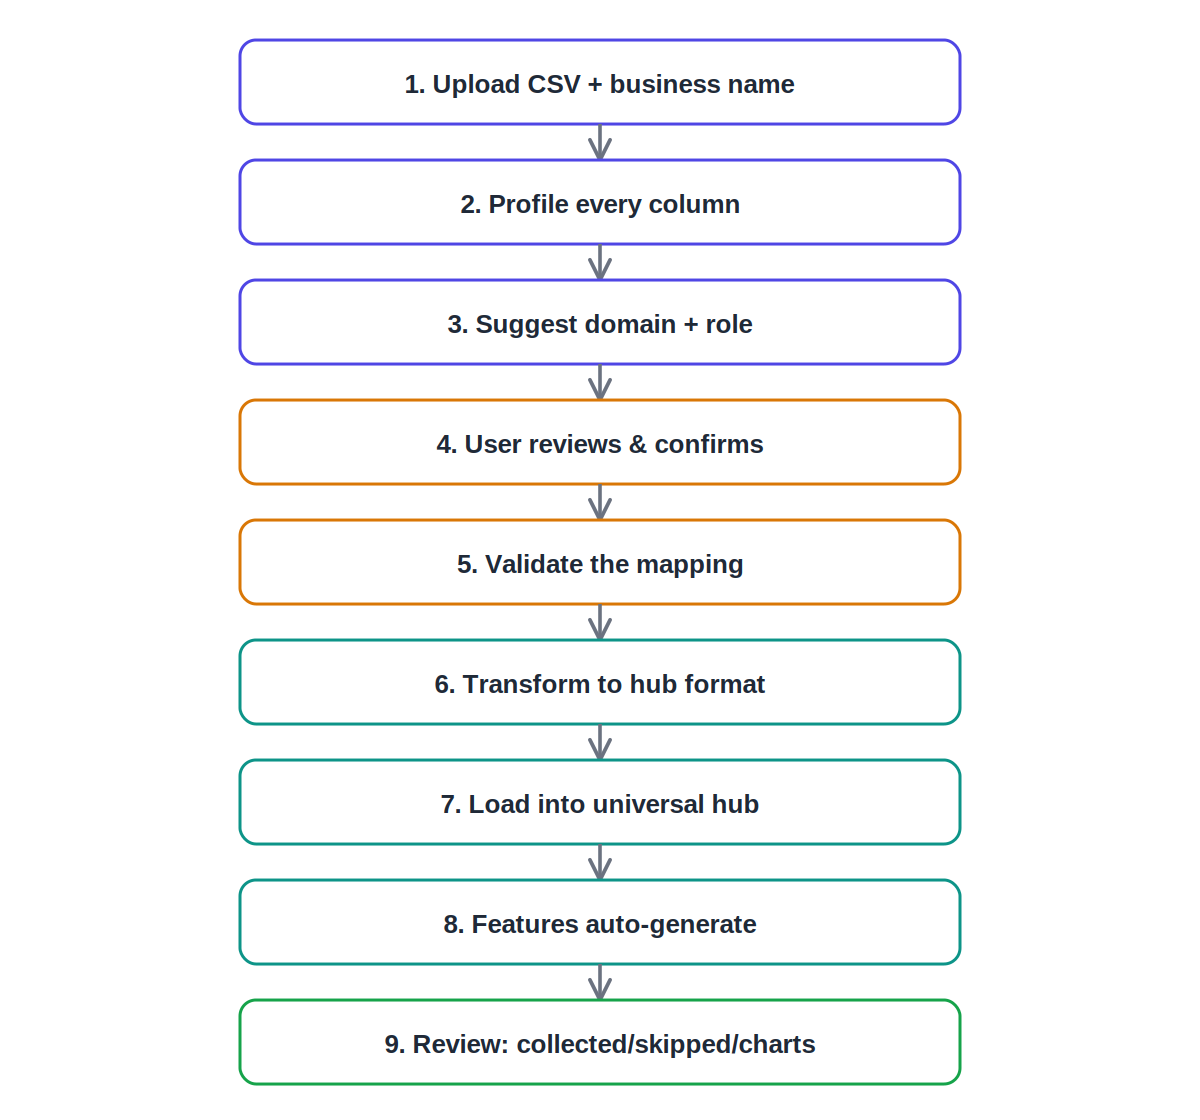 1. Upload CSV + business name
2. Profile every column
3. Suggest domain + role
4. User reviews & confirms
5. Validate the mapping
6. Transform to hub format
7. Load into universal hub
8. Features auto-generate
9. Review: collected/skipped/charts